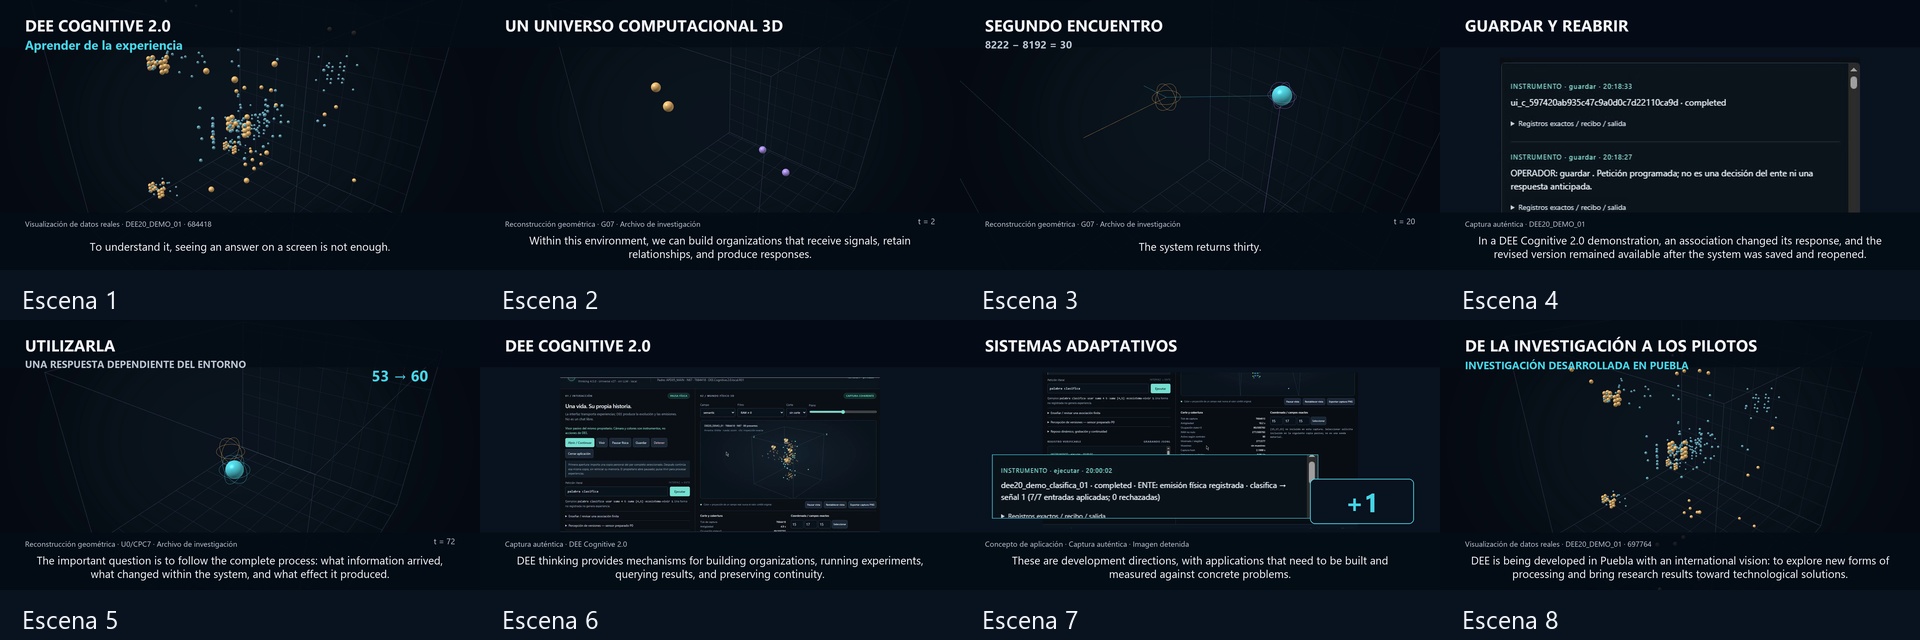 DEE COGNITIVE 2.0
Aprender de la experiencia
Visualización de datos reales · DEE20_DEMO_01 · 684418
To understand it, seeing an answer on a screen is not enough.
Escena 1
UN UNIVERSO COMPUTACIONAL 3D
Reconstrucción geométrica · G07 · Archivo de investigación
t = 2
Within this environment, we can build organizations that receive signals, retain
relationships, and produce responses.
Escena 2
SEGUNDO ENCUENTRO
8222 − 8192 = 30
Reconstrucción geométrica · G07 · Archivo de investigación
t = 20
The system returns thirty.
Escena 3
GUARDAR Y REABRIR
INSTRUMENTO · guardar · 20:18:33
ui_c_597420ab935c47c9a0d0c7d22110ca9d · completed
▸ Registros exactos / recibo / salida
INSTRUMENTO · guardar · 20:18:27
OPERADOR: guardar . Petición programada; no es una decisión del ente ni una
respuesta anticipada.
▸ Registros exactos / recibo / salida
Captura auténtica · DEE20_DEMO_01
In a DEE Cognitive 2.0 demonstration, an association changed its response, and the
revised version remained available after the system was saved and reopened.
Escena 4
UTILIZARLA
UNA RESPUESTA DEPENDIENTE DEL ENTORNO
53 → 60
Reconstrucción geométrica · U0/CPC7 · Archivo de investigación
t = 72
The important question is to follow the complete process: what information arrived,
what changed within the system, and what effect it produced.
Escena 5
DEE COGNITIVE 2.0
Una vida. Su propia historia.
palabra clasifica
Captura auténtica · DEE Cognitive 2.0
DEE thinking provides mechanisms for building organizations, running experiments,
querying results, and preserving continuity.
Escena 6
SISTEMAS ADAPTATIVOS
palabra clasifica
INSTRUMENTO · ejecutar · 20:00:02
dee20_demo_clasifica_01 · completed · ENTE: emisión física registrada · clasifica →
señal 1 (7/7 entradas aplicadas; 0 rechazadas)
▸ Registros exactos / recibo / salida
+1
Concepto de aplicación · Captura auténtica · Imagen detenida
These are development directions, with applications that need to be built and
measured against concrete problems.
Escena 7
DE LA INVESTIGACIÓN A LOS PILOTOS
INVESTIGACIÓN DESARROLLADA EN PUEBLA
Visualización de datos reales · DEE20_DEMO_01 · 697764
DEE is being developed in Puebla with an international vision: to explore new forms of
processing and bring research results toward technological solutions.
Escena 8